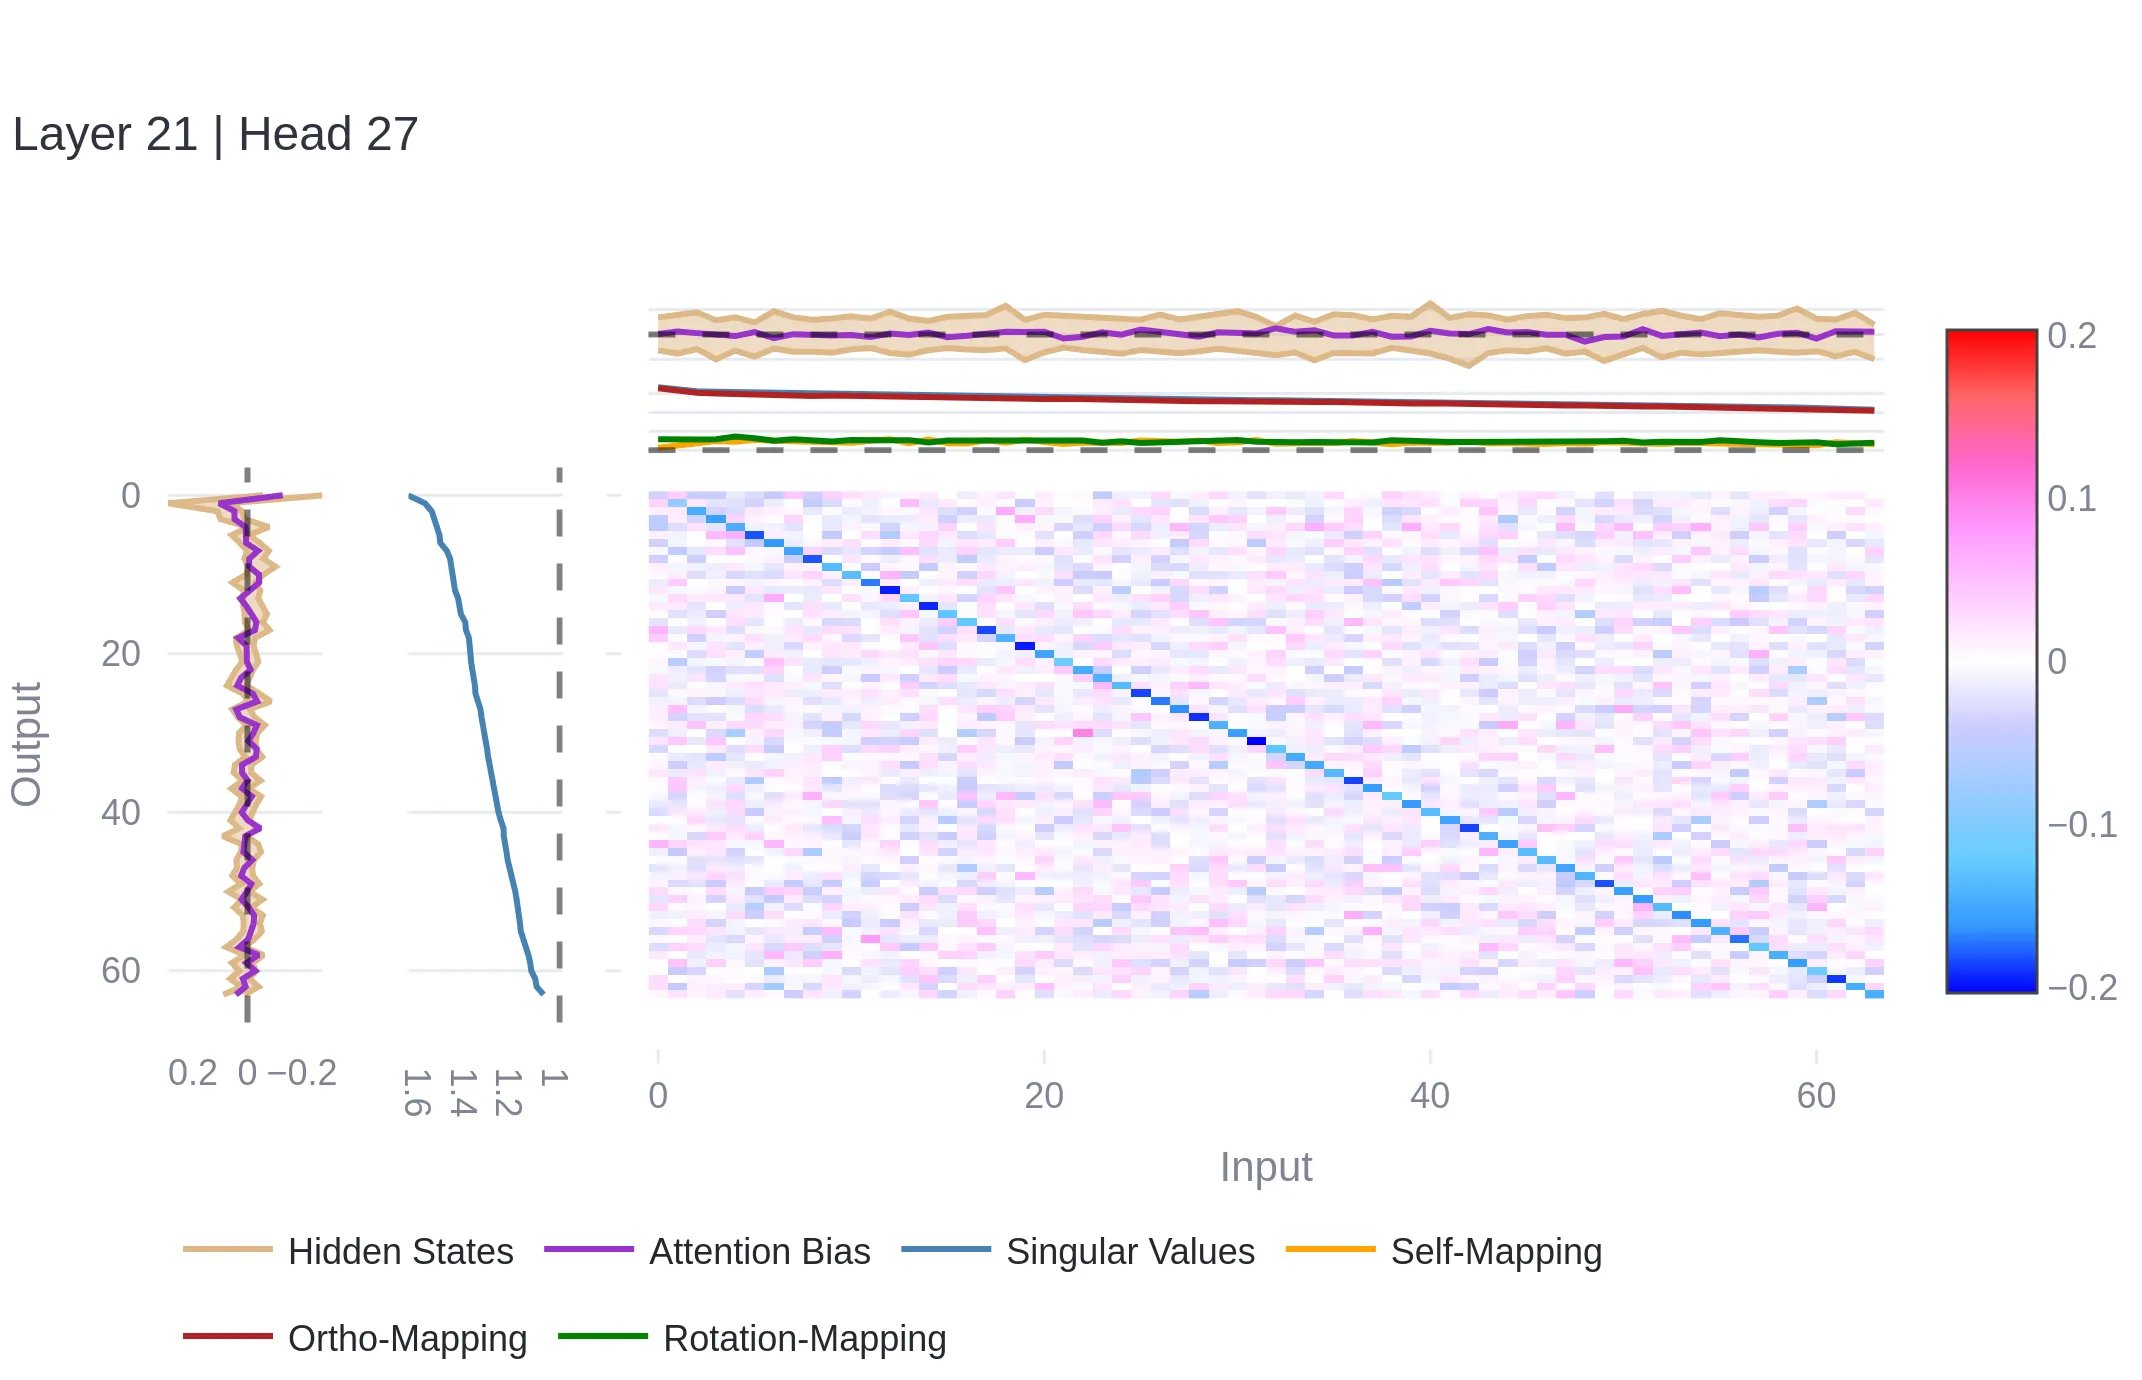 Layer 21 | Head 27
0.2
0.1
0
−0.1
−0.2
0
20
40
60
Output
0.2 0 −0.2
1.6 1.4 1.2 1
0 20 40 60
Input
Hidden States Attention Bias Singular Values Self-Mapping
Ortho-Mapping Rotation-Mapping